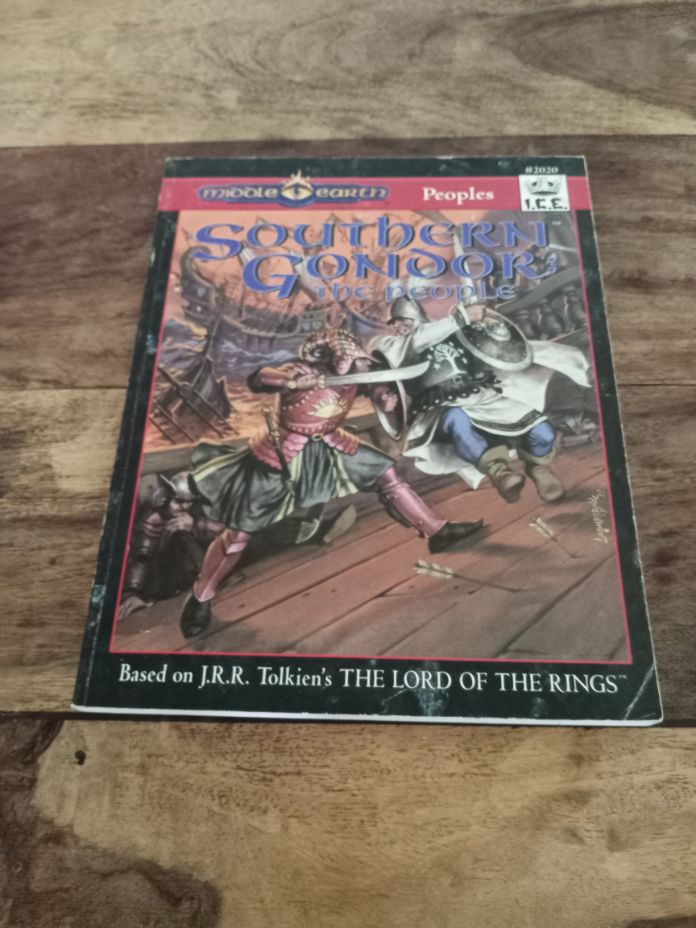 #2020
MIDDLE EARTH Peoples
I.C.E.
SOUTHERN
GONDOR:
THE PEOPLE
Based on J.R.R. Tolkien's THE LORD OF THE RINGS™